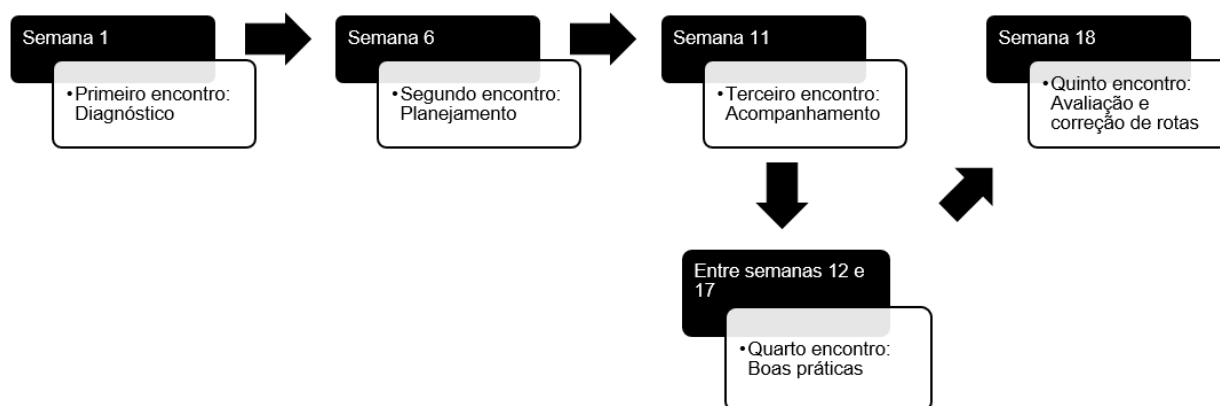 Semana 1
•Primeiro encontro:
Diagnóstico
Semana 6
•Segundo encontro:
Planejamento
Semana 11
•Terceiro encontro:
Acompanhamento
Entre semanas 12 e
17
•Quarto encontro:
Boas práticas
Semana 18
•Quinto encontro:
Avaliação e
correção de rotas